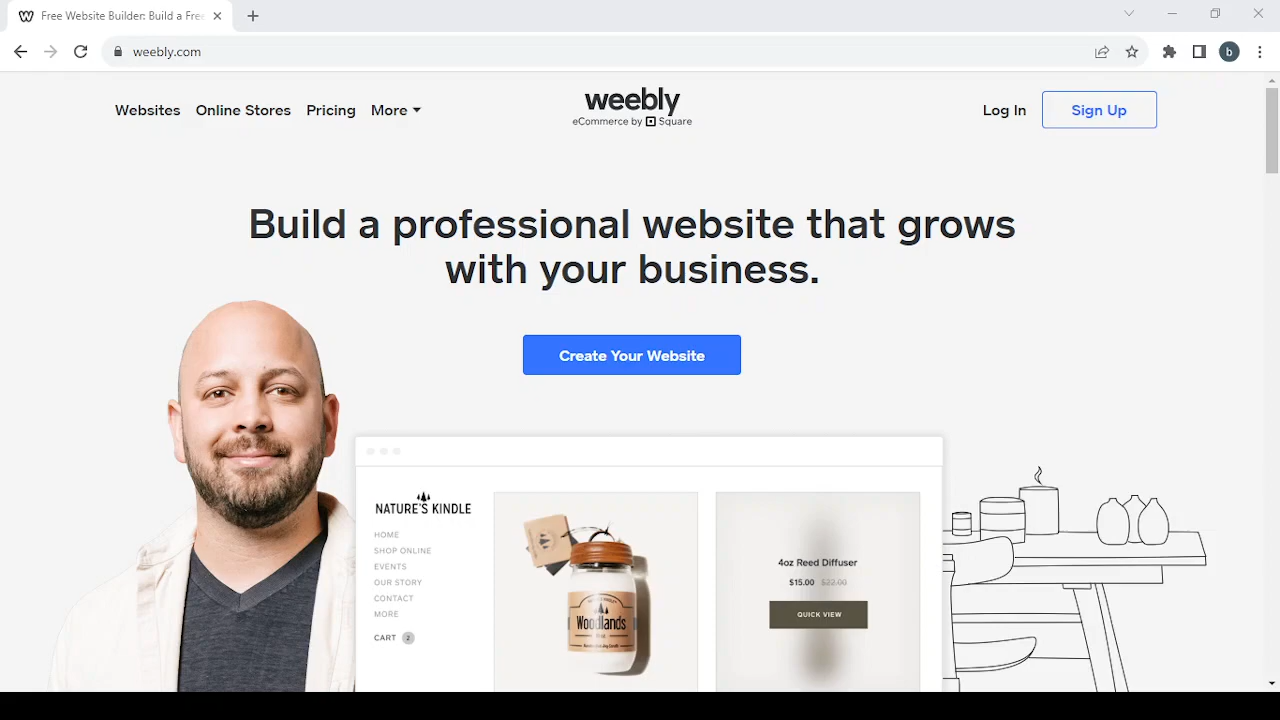 Free Website Builder: Build a Free
weebly.com
b
Websites
Online Stores
Pricing
More
weebly
eCommerce by Square
Log In
Sign Up
Build a professional website that grows
with your business.
Create Your Website
NATURE'S KINDLE
HOME
SHOP ONLINE
EVENTS
OUR STORY
CONTACT
MORE
CART 2
Woodlands
4oz Reed Diffuser
$15.00 $22.00
QUICK VIEW